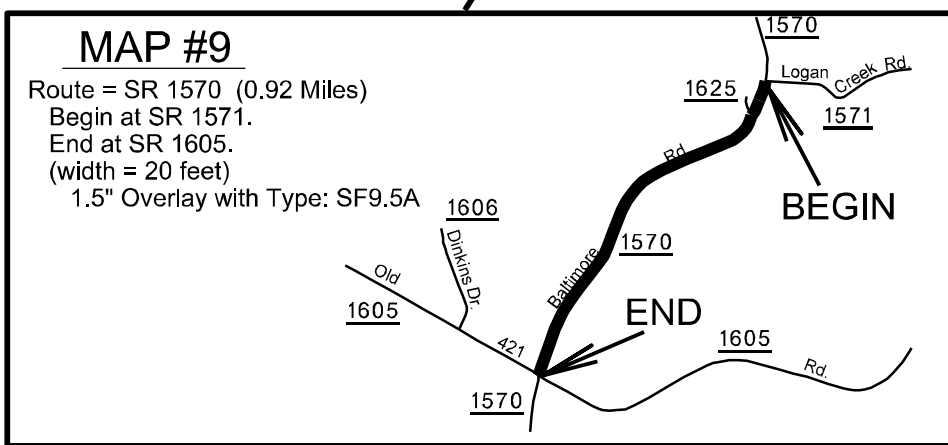 MAP #9
Route = SR 1570 (0.92 Miles)
Begin at SR 1571.
End at SR 1605.
(width = 20 feet)
1.5" Overlay with Type: SF9.5A
1570
Logan Creek Rd.
1625
1571
BEGIN
Baltimore Rd.
1570
1606
Dinkins Dr.
Old 421 Rd.
1605
END
1605
1570